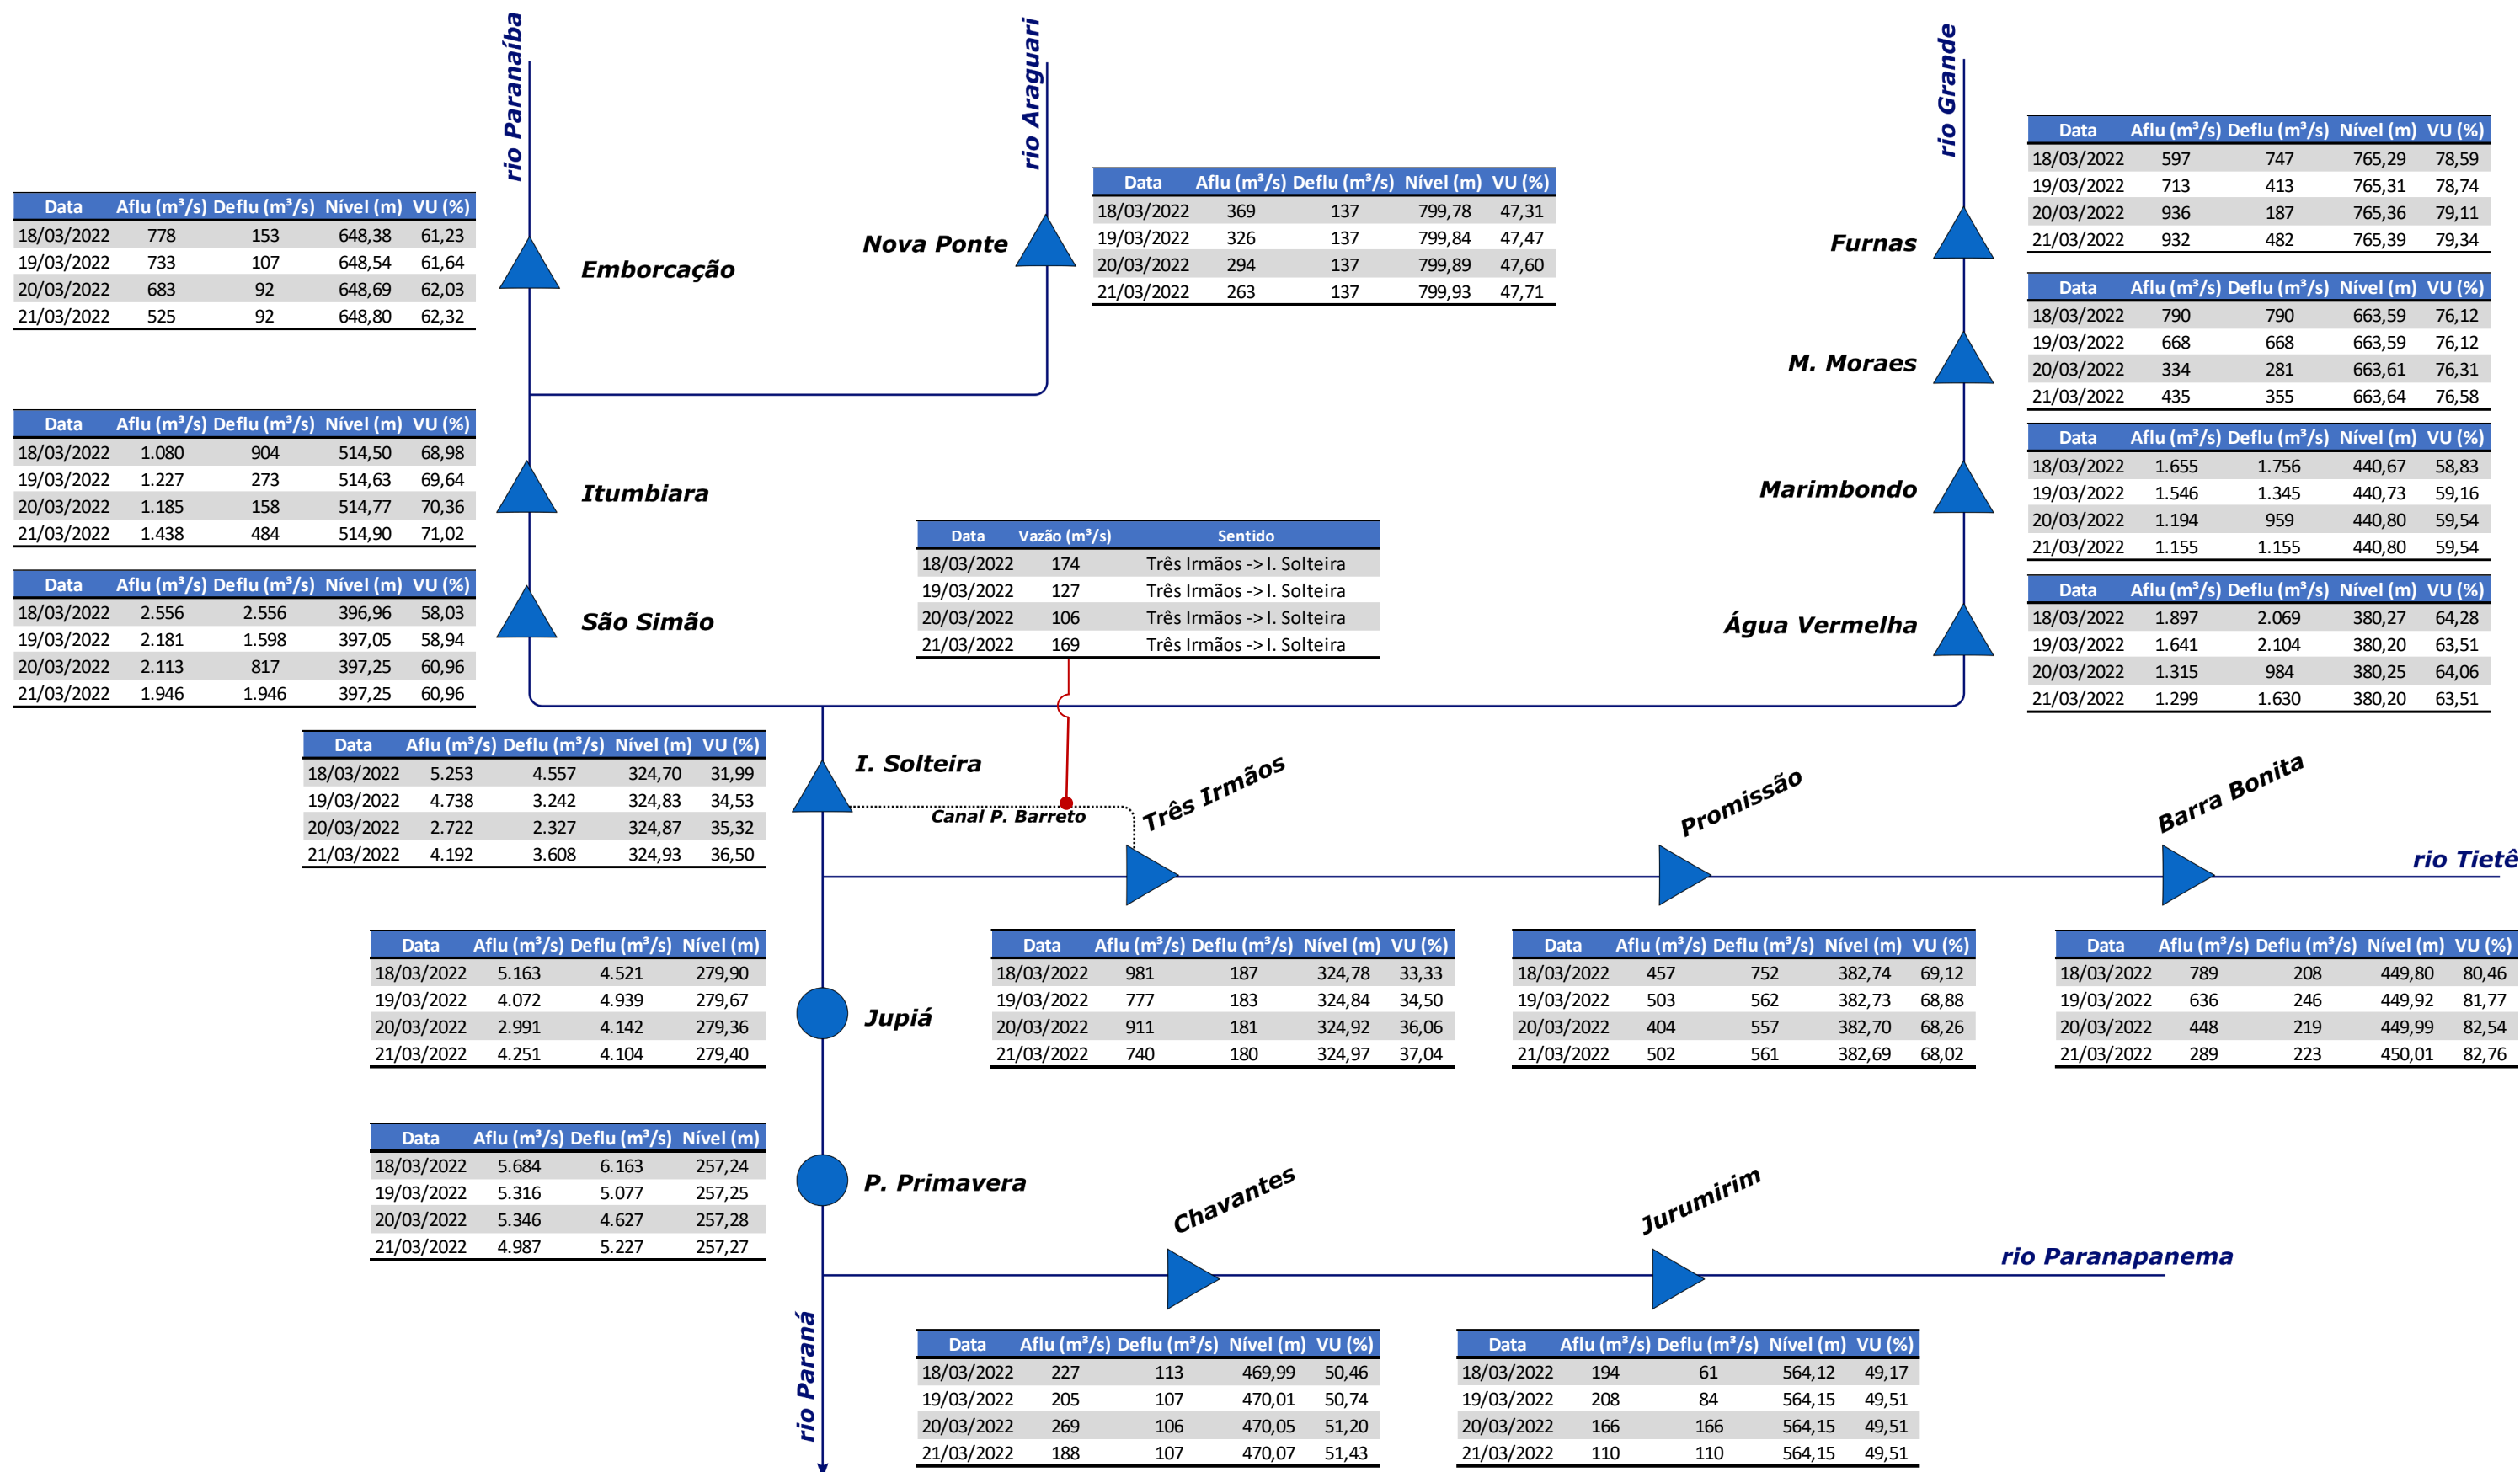 rio Paranaíba
rio Araguari
rio Grande
Data Aflu (m³/s) Deflu (m³/s) Nível (m) VU (%)
18/03/2022 597 747 765,29 78,59
19/03/2022 713 413 765,31 78,74
20/03/2022 936 187 765,36 79,11
21/03/2022 932 482 765,39 79,34
Furnas
Data Aflu (m³/s) Deflu (m³/s) Nível (m) VU (%)
18/03/2022 369 137 799,78 47,31
19/03/2022 326 137 799,84 47,47
20/03/2022 294 137 799,89 47,60
21/03/2022 263 137 799,93 47,71
Nova Ponte
Data Aflu (m³/s) Deflu (m³/s) Nível (m) VU (%)
18/03/2022 778 153 648,38 61,23
19/03/2022 733 107 648,54 61,64
20/03/2022 683 92 648,69 62,03
21/03/2022 525 92 648,80 62,32
Emborcação
Data Aflu (m³/s) Deflu (m³/s) Nível (m) VU (%)
18/03/2022 790 790 663,59 76,12
19/03/2022 668 668 663,59 76,12
20/03/2022 334 281 663,61 76,31
21/03/2022 435 355 663,64 76,58
M. Moraes
Data Aflu (m³/s) Deflu (m³/s) Nível (m) VU (%)
18/03/2022 1.080 904 514,50 68,98
19/03/2022 1.227 273 514,63 69,64
20/03/2022 1.185 158 514,77 70,36
21/03/2022 1.438 484 514,90 71,02
Itumbiara
Data Aflu (m³/s) Deflu (m³/s) Nível (m) VU (%)
18/03/2022 1.655 1.756 440,67 58,83
19/03/2022 1.546 1.345 440,73 59,16
20/03/2022 1.194 959 440,80 59,54
21/03/2022 1.155 1.155 440,80 59,54
Marimbondo
Data Vazão (m³/s) Sentido
18/03/2022 174 Três Irmãos -> I. Solteira
19/03/2022 127 Três Irmãos -> I. Solteira
20/03/2022 106 Três Irmãos -> I. Solteira
21/03/2022 169 Três Irmãos -> I. Solteira
Data Aflu (m³/s) Deflu (m³/s) Nível (m) VU (%)
18/03/2022 2.556 2.556 396,96 58,03
19/03/2022 2.181 1.598 397,05 58,94
20/03/2022 2.113 817 397,25 60,96
21/03/2022 1.946 1.946 397,25 60,96
São Simão
Data Aflu (m³/s) Deflu (m³/s) Nível (m) VU (%)
18/03/2022 1.897 2.069 380,27 64,28
19/03/2022 1.641 2.104 380,20 63,51
20/03/2022 1.315 984 380,25 64,06
21/03/2022 1.299 1.630 380,20 63,51
Água Vermelha
Data Aflu (m³/s) Deflu (m³/s) Nível (m) VU (%)
18/03/2022 5.253 4.557 324,70 31,99
19/03/2022 4.738 3.242 324,83 34,53
20/03/2022 2.722 2.327 324,87 35,32
21/03/2022 4.192 3.608 324,93 36,50
I. Solteira
Canal P. Barreto
Três Irmãos
Promissão
Barra Bonita
rio Tietê
Data Aflu (m³/s) Deflu (m³/s) Nível (m)
18/03/2022 5.163 4.521 279,90
19/03/2022 4.072 4.939 279,67
20/03/2022 2.991 4.142 279,36
21/03/2022 4.251 4.104 279,40
Jupiá
Data Aflu (m³/s) Deflu (m³/s) Nível (m) VU (%)
18/03/2022 981 187 324,78 33,33
19/03/2022 777 183 324,84 34,50
20/03/2022 911 181 324,92 36,06
21/03/2022 740 180 324,97 37,04
Data Aflu (m³/s) Deflu (m³/s) Nível (m) VU (%)
18/03/2022 457 752 382,74 69,12
19/03/2022 503 562 382,73 68,88
20/03/2022 404 557 382,70 68,26
21/03/2022 502 561 382,69 68,02
Data Aflu (m³/s) Deflu (m³/s) Nível (m) VU (%)
18/03/2022 789 208 449,80 80,46
19/03/2022 636 246 449,92 81,77
20/03/2022 448 219 449,99 82,54
21/03/2022 289 223 450,01 82,76
Data Aflu (m³/s) Deflu (m³/s) Nível (m)
18/03/2022 5.684 6.163 257,24
19/03/2022 5.316 5.077 257,25
20/03/2022 5.346 4.627 257,28
21/03/2022 4.987 5.227 257,27
P. Primavera
Chavantes
Jurumirim
rio Paranapanema
rio Paraná
Data Aflu (m³/s) Deflu (m³/s) Nível (m) VU (%)
18/03/2022 227 113 469,99 50,46
19/03/2022 205 107 470,01 50,74
20/03/2022 269 106 470,05 51,20
21/03/2022 188 107 470,07 51,43
Data Aflu (m³/s) Deflu (m³/s) Nível (m) VU (%)
18/03/2022 194 61 564,12 49,17
19/03/2022 208 84 564,15 49,51
20/03/2022 166 166 564,15 49,51
21/03/2022 110 110 564,15 49,51